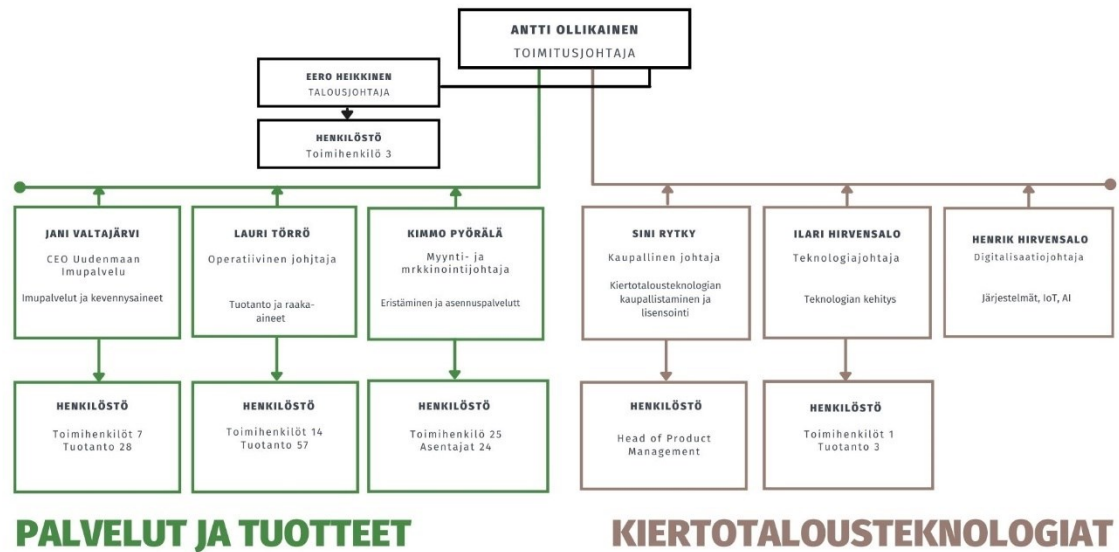 ANTTI OLLIKAINEN
TOIMITUSJOHTAJA
EERO HEIKKINEN
TALOUSJOHTAJA
HENKILÖSTÖ
Toimihenkilö 3
JANI VALTAJÄRVI
CEO Uudenmaan
Imupalvelu
Imupalvelut ja kevennysaineet
LAURI TÖRRÖ
Operatiivinen johjtaja
Tuotanto ja raaka-
aineet
KIMMO PYÖRÄLÄ
Myynti- ja
mrkkinointijohtaja
Eristäminen ja asennuspalvelutt
SINI RYTKY
Kaupallinen johtaja
Kiertotalousteknologian
kaupallistaminen ja
lisensointi
ILARI HIRVENSALO
Teknologiajohtaja
Teknologian kehitys
HENRIK HIRVENSALO
Digitalisaatiojohtaja
Järjestelmät, IoT, AI
HENKILÖSTÖ
Toimihenkilöt 7
Tuotanto 28
HENKILÖSTÖ
Toimihenkilöt 14
Tuotanto 57
HENKILÖSTÖ
Toimihenkilö 25
Asentajat 24
HENKILÖSTÖ
Head of Product
Management
HENKILÖSTÖ
Toimihenkilöt 1
Tuotanto 3
PALVELUT JA TUOTTEET
KIERTOTALOUSTEKNOLOGIAT